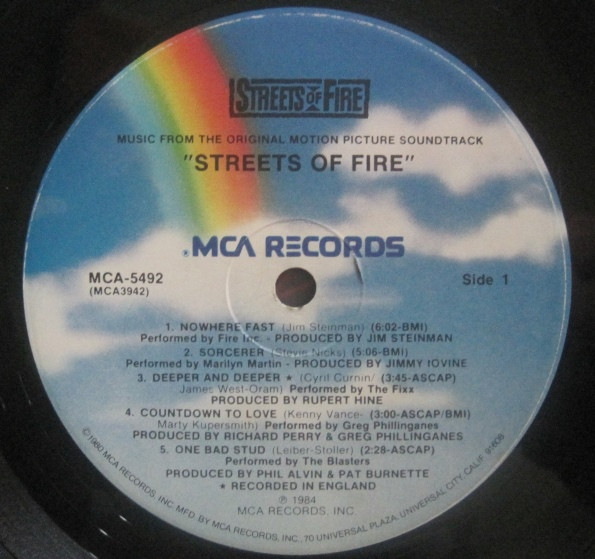 STREETS OF FIRE
MUSIC FROM THE ORIGINAL MOTION PICTURE SOUNDTRACK
"STREETS OF FIRE"
® MCA RECORDS
MCA-5492
(MCA3942)
Side 1
1. NOWHERE FAST (Jim Steinman) (6:02-BMI)
Performed by Fire Inc. - PRODUCED BY JIM STEINMAN
2. SORCERER (Stevie Nicks) (5:06-BMI)
Performed by Marilyn Martin - PRODUCED BY JIMMY IOVINE
3. DEEPER AND DEEPER ★ (Cyril Curnin/ (3:45-ASCAP)
James West-Oram) Performed by The Fixx
PRODUCED BY RUPERT HINE
4. COUNTDOWN TO LOVE (Kenny Vance- (3:00-ASCAP/BMI)
Marty Kupersmith) Performed by Greg Phillinganes
PRODUCED BY RICHARD PERRY & GREG PHILLINGANES
5. ONE BAD STUD (Leiber-Stoller) (2:28-ASCAP)
Performed by The Blasters
PRODUCED BY PHIL ALVIN & PAT BURNETTE
★ RECORDED IN ENGLAND
℗ 1984
MCA RECORDS, INC.
©1980 MCA RECORDS, INC. MFD. BY MCA RECORDS, INC., 70 UNIVERSAL PLAZA, UNIVERSAL CITY, CALIF. 91608